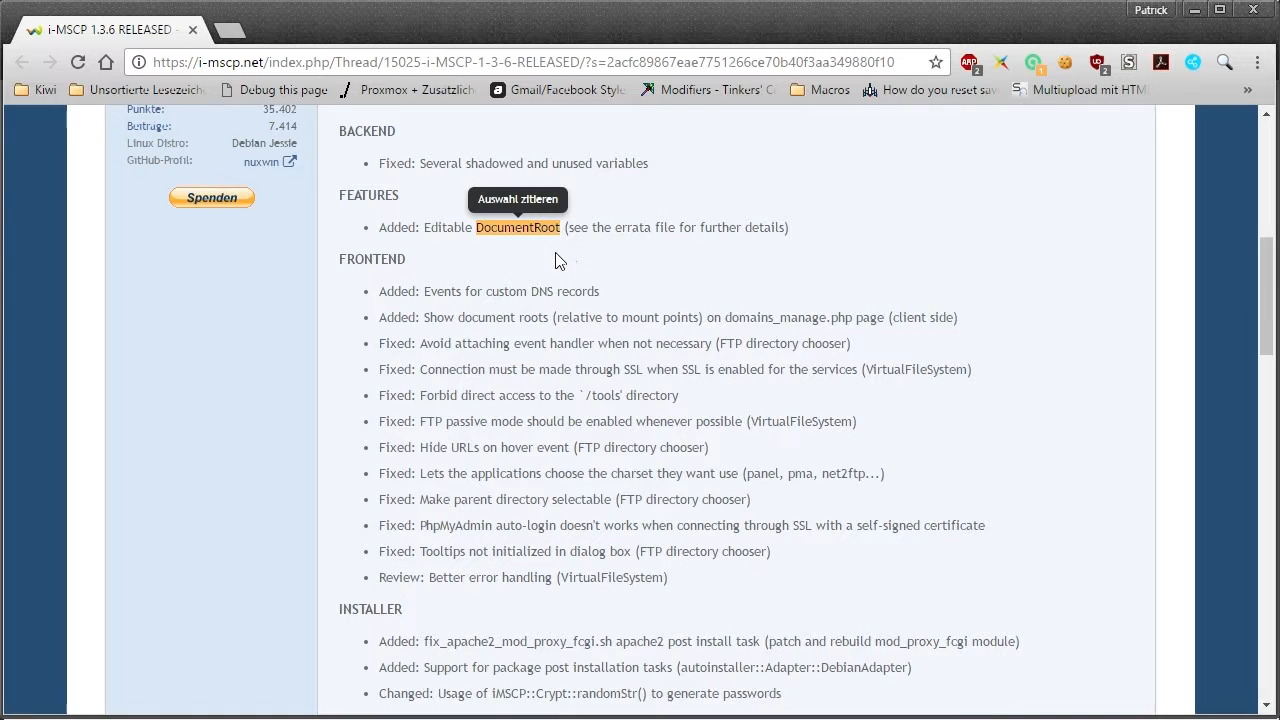 Patrick
i-MSCP 1.3.6 RELEASED -
https://i-mscp.net/index.php/Thread/15025-i-MSCP-1-3-6-RELEASED/?s=2acfc89867eae7751266ce70b40f3aa349880f10
Kiwi
Unsortierte Lesezeiche
Debug this page
Proxmox + Zusätzlich
Gmail/Facebook Style
Modifiers - Tinkers' C
Macros
How do you reset sav
Multiupload mit HTM
»
Punkte: 35.402
Beiträge: 7.414
Linux Distro: Debian Jessie
GitHub-Profil: nuxwin
Spenden
BACKEND
• Fixed: Several shadowed and unused variables
FEATURES
Auswahl zitieren
• Added: Editable DocumentRoot (see the errata file for further details)
FRONTEND
• Added: Events for custom DNS records
• Added: Show document roots (relative to mount points) on domains_manage.php page (client side)
• Fixed: Avoid attaching event handler when not necessary (FTP directory chooser)
• Fixed: Connection must be made through SSL when SSL is enabled for the services (VirtualFileSystem)
• Fixed: Forbid direct access to the `/tools' directory
• Fixed: FTP passive mode should be enabled whenever possible (VirtualFileSystem)
• Fixed: Hide URLs on hover event (FTP directory chooser)
• Fixed: Lets the applications choose the charset they want use (panel, pma, net2ftp...)
• Fixed: Make parent directory selectable (FTP directory chooser)
• Fixed: PhpMyAdmin auto-login doesn't works when connecting through SSL with a self-signed certificate
• Fixed: Tooltips not initialized in dialog box (FTP directory chooser)
• Review: Better error handling (VirtualFileSystem)
INSTALLER
• Added: fix_apache2_mod_proxy_fcgi.sh apache2 post install task (patch and rebuild mod_proxy_fcgi module)
• Added: Support for package post installation tasks (autoinstaller::Adapter::DebianAdapter)
• Changed: Usage of iMSCP::Crypt::randomStr() to generate passwords